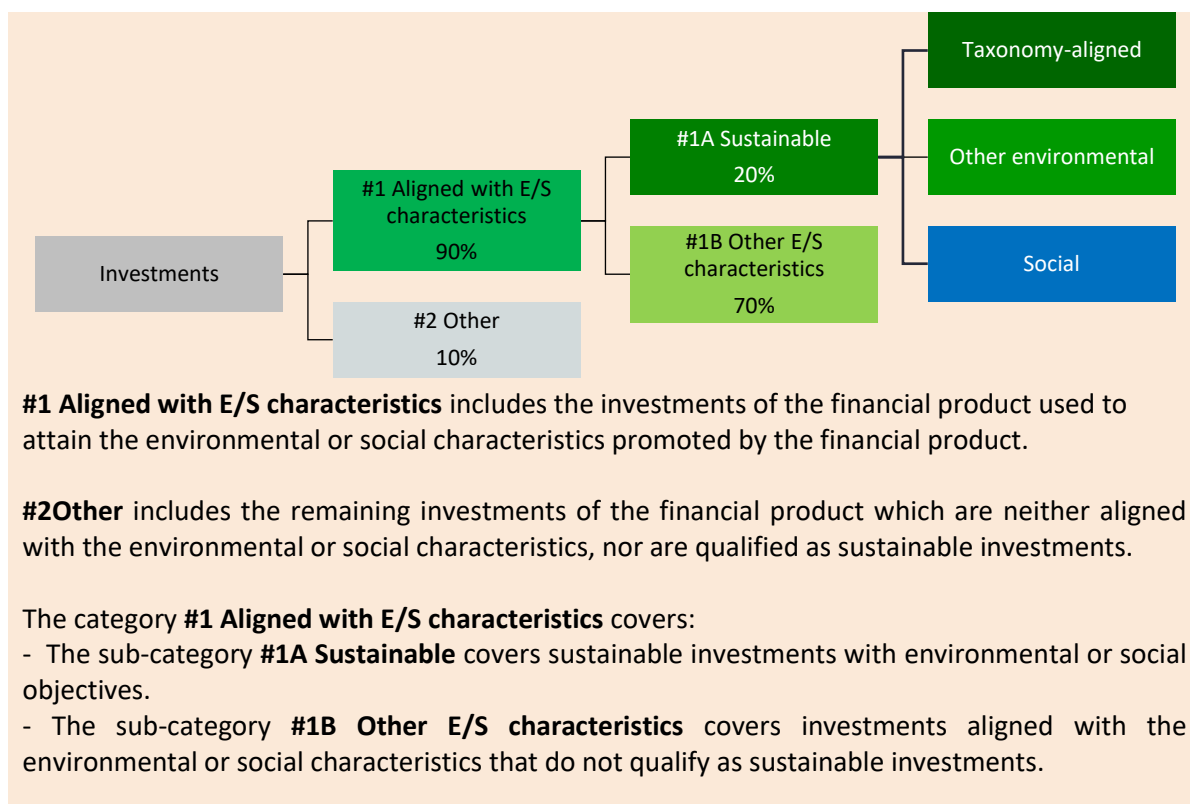 Taxonomy-aligned
#1A Sustainable
20%
Other environmental
#1 Aligned with E/S
characteristics
90%
#1B Other E/S
characteristics
70%
Social
Investments
#2 Other
10%
#1 Aligned with E/S characteristics includes the investments of the financial product used to
attain the environmental or social characteristics promoted by the financial product.
#2Other includes the remaining investments of the financial product which are neither aligned
with the environmental or social characteristics, nor are qualified as sustainable investments.
The category #1 Aligned with E/S characteristics covers:
- The sub-category #1A Sustainable covers sustainable investments with environmental or social
objectives.
- The sub-category #1B Other E/S characteristics covers investments aligned with the
environmental or social characteristics that do not qualify as sustainable investments.